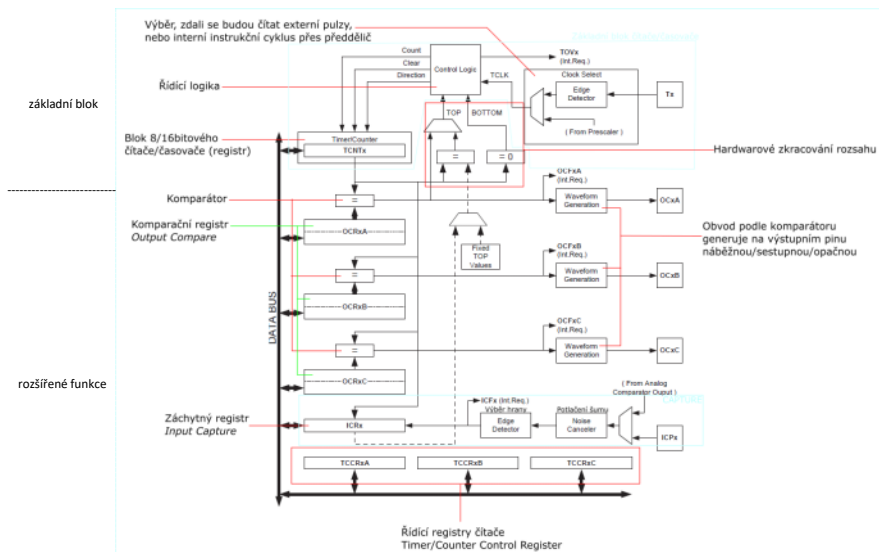 Výběr, zdali se budou čítat externí pulzy,
nebo interní instrukční cyklus přes předdělič
Count
Clear
Direction
Control Logic
TOVx
(Int.Req.)
TCLK
Clock Select
Edge
Detector
Tx
( From Prescaler )
Řídící logika
základní blok
TOP
BOTTOM
Blok 8/16bitového
čítače/časovače (registr)
Timer/Counter
TCNTx
=
= 0
Hardwarové zkracování rozsahu
Komparátor
=
OCFxA
(Int.Req.)
Waveform
Generation
OCxA
Komparační registr
Output Compare
OCRxA
Fixed
TOP
Values
Obvod podle komparátoru
generuje na výstupním pinu
náběžnou/sestupnou/opačnou
=
OCFxB
(Int.Req.)
Waveform
Generation
OCxB
OCRxB
DATA BUS
=
OCFxC
(Int.Req.)
Waveform
Generation
OCxC
OCRxC
rozšířené funkce
( From Analog
Comparator Ouput )
Záchytný registr
Input Capture
ICRx
ICFx (Int.Req.)
Výběr hrany
Edge
Detector
Potlačení šumu
Noise
Canceler
ICPx
TCCRxA
TCCRxB
TCCRxC
Řídící registry čítače
Timer/Counter Control Register